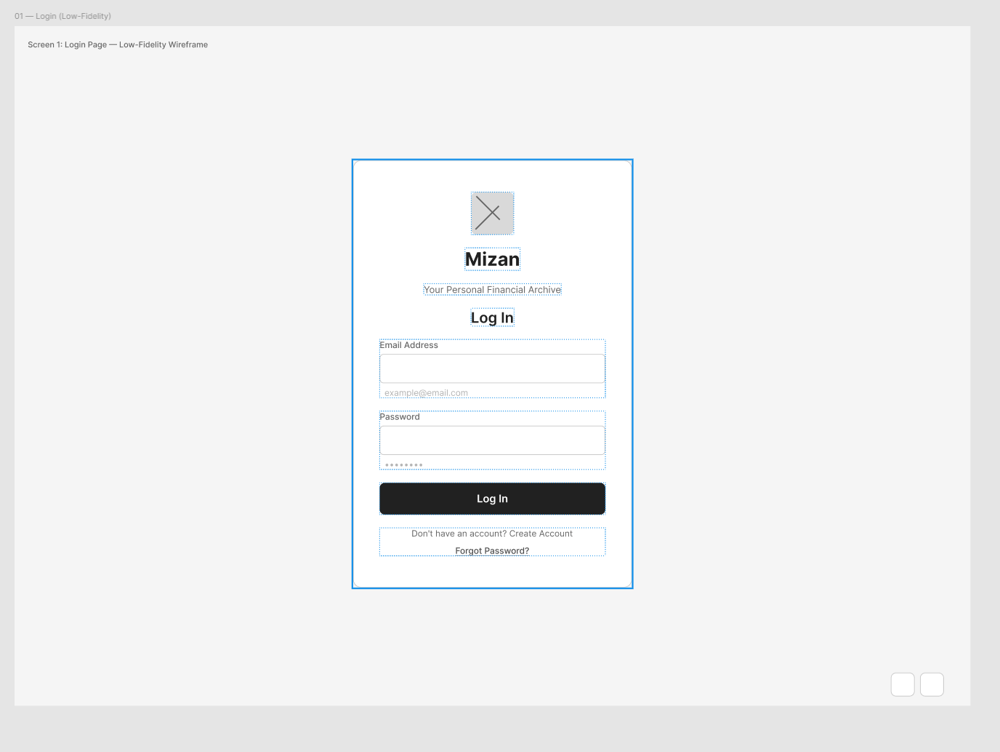 01 — Login (Low-Fidelity)
Screen 1: Login Page — Low-Fidelity Wireframe
Mizan
Your Personal Financial Archive
Log In
Email Address
example@email.com
Password
••••••••
Log In
Don't have an account? Create Account
Forgot Password?